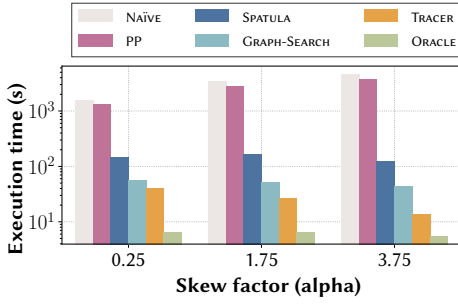 NAÏVE SPATULA TRACER
PP GRAPH-SEARCH ORACLE
Execution time (s)
10³
10²
10¹
0.25 1.75 3.75
Skew factor (alpha)